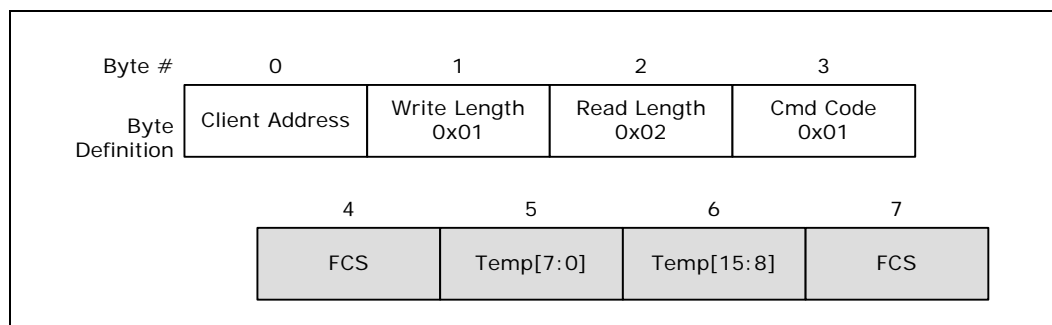 Byte # 0 1 2 3
Byte Definition
Client Address
Write Length
0x01
Read Length
0x02
Cmd Code
0x01
4 5 6 7
FCS Temp[7:0] Temp[15:8] FCS